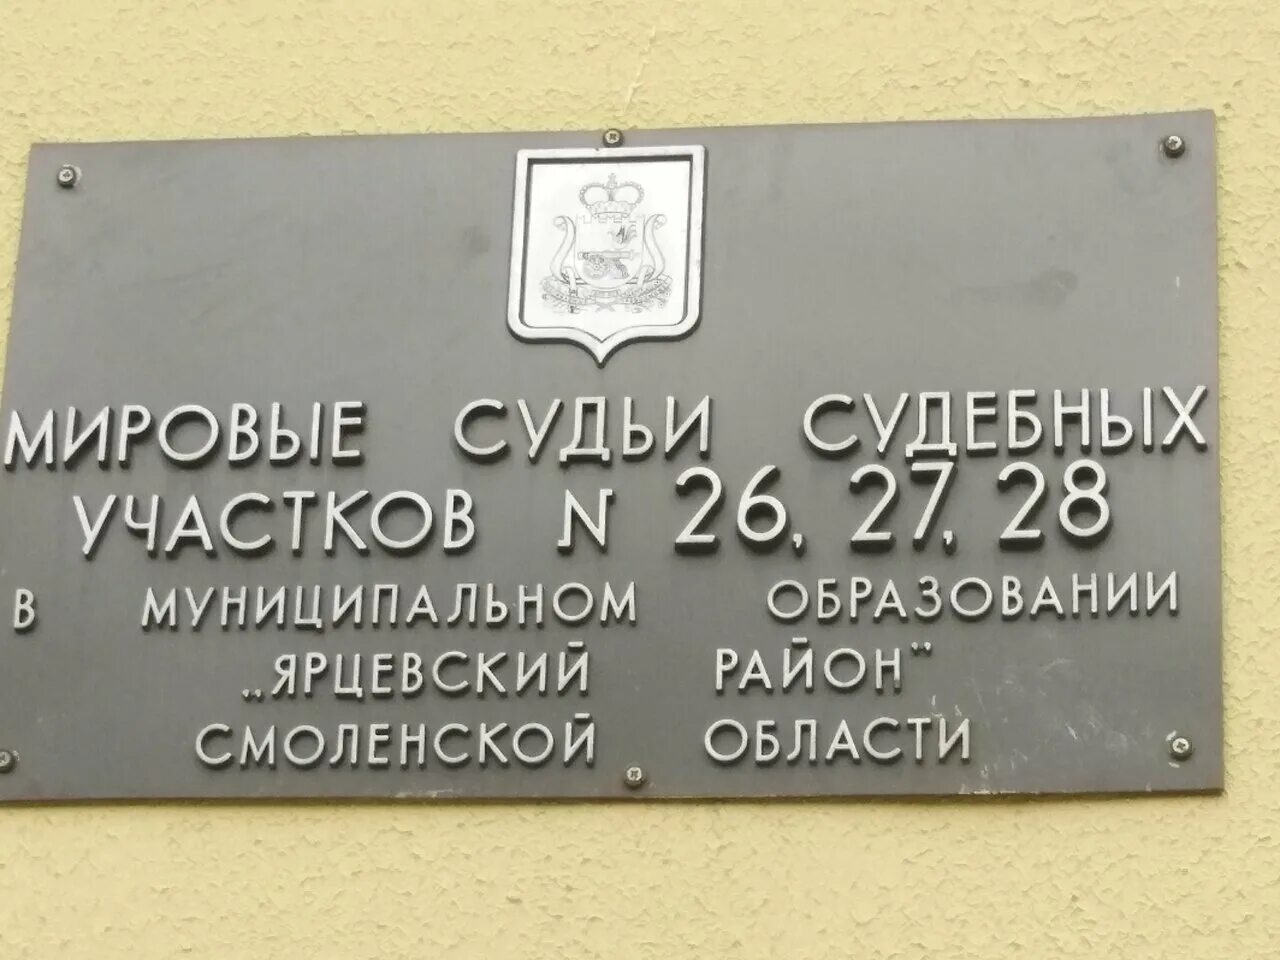 МИРОВЫЕ СУДЬИ СУДЕБНЫХ
УЧАСТКОВ N 26, 27, 28
В МУНИЦИПАЛЬНОМ ОБРАЗОВАНИИ
„ЯРЦЕВСКИЙ РАЙОН"
СМОЛЕНСКОЙ ОБЛАСТИ